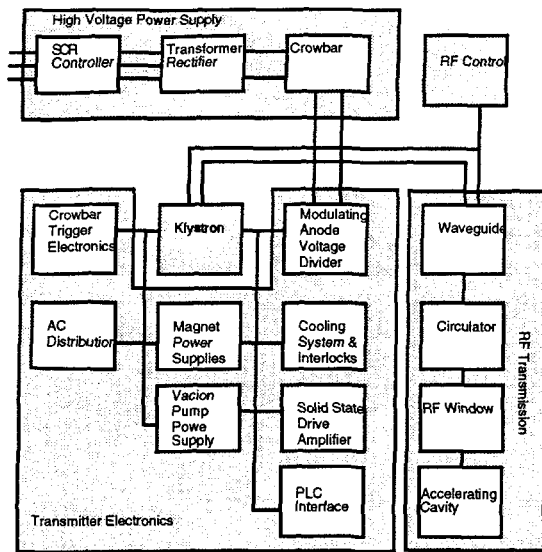 High Voltage Power Supply
SCR
Controller
Transformer
Rectifier
Crowbar
RF Control
Crowbar
Trigger
Electronics
Klystron
Modulating
Anode
Voltage
Divider
Waveguide
AC
Distribution
Magnet
Power
Supplies
Cooling
System &
Interlocks
Circulator
RF Transmission
Vacion
Pump
Powe
Supply
Solid State
Drive
Amplifier
RF Window
PLC
Interface
Accelerating
Cavity
Transmitter Electronics